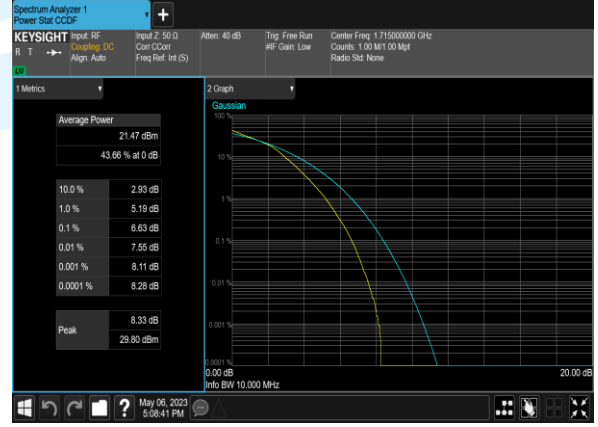 Spectrum Analyzer 1
Power Stat CCDF
+
KEYSIGHT
R T
LV
Input: RF
Coupling: DC
Align: Auto
Input Z: 50 Ω
Corr CCorr
Freq Ref: Int (S)
Atten: 40 dB
Trig: Free Run
#IF Gain: Low
Center Freq: 1.715000000 GHz
Counts: 1.00 M/1.00 Mpt
Radio Std: None
1 Metrics
Average Power
21.47 dBm
43.66 % at 0 dB
10.0 % 2.93 dB
1.0 % 5.19 dB
0.1 % 6.63 dB
0.01 % 7.55 dB
0.001 % 8.11 dB
0.0001 % 8.28 dB
Peak 8.33 dB
29.80 dBm
2 Graph
Gaussian
100 %
10 %
1 %
0.1 %
0.01 %
0.001 %
0.0001 %
0.00 dB 20.00 dB
Info BW 10.000 MHz
?
May 06, 2023
5:08:41 PM